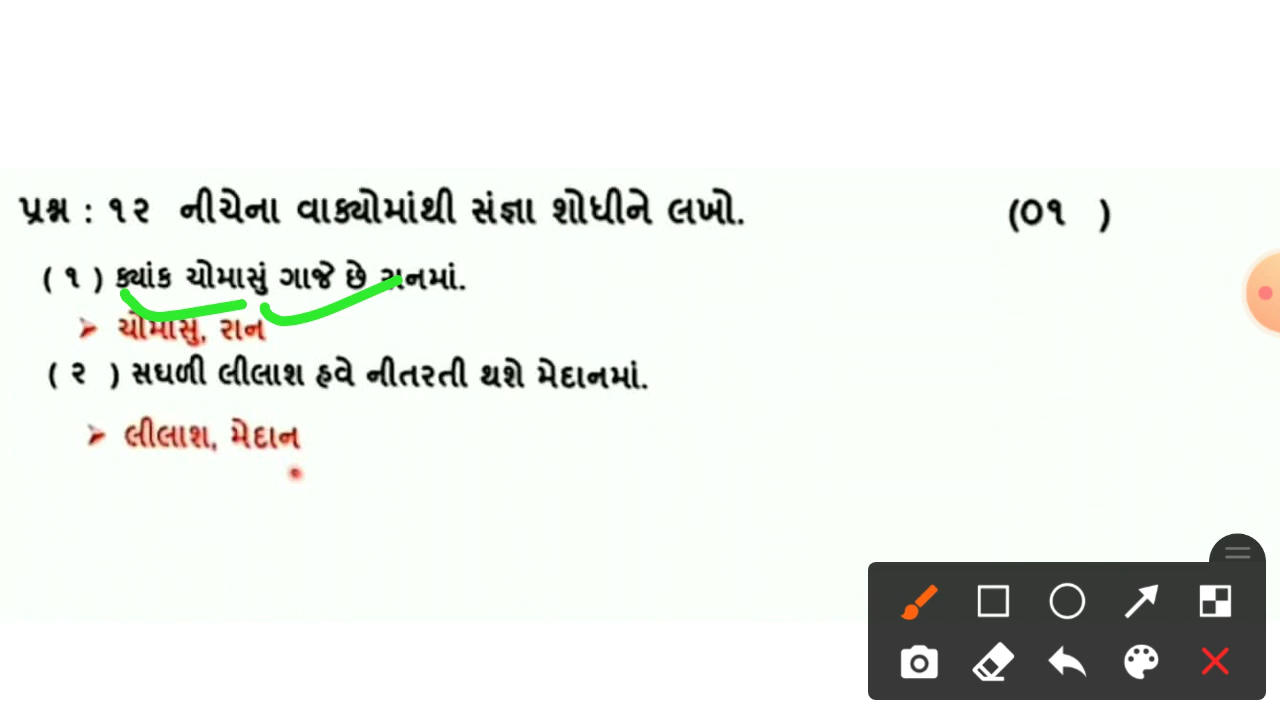 પ્રશ્ન : ૧૨ નીચેના વાક્યોમાંથી સંજ્ઞા શોધીને લખો. (૦૧ )
( ૧ ) ક્યાંક ચોમાસું ગાજે છે રાનમાં.
➢ ચોમાસુ, રાન
( ૨ ) સઘળી લીલાશ હવે નીતરતી થશે મેદાનમાં.
➢ લીલાશ, મેદાન